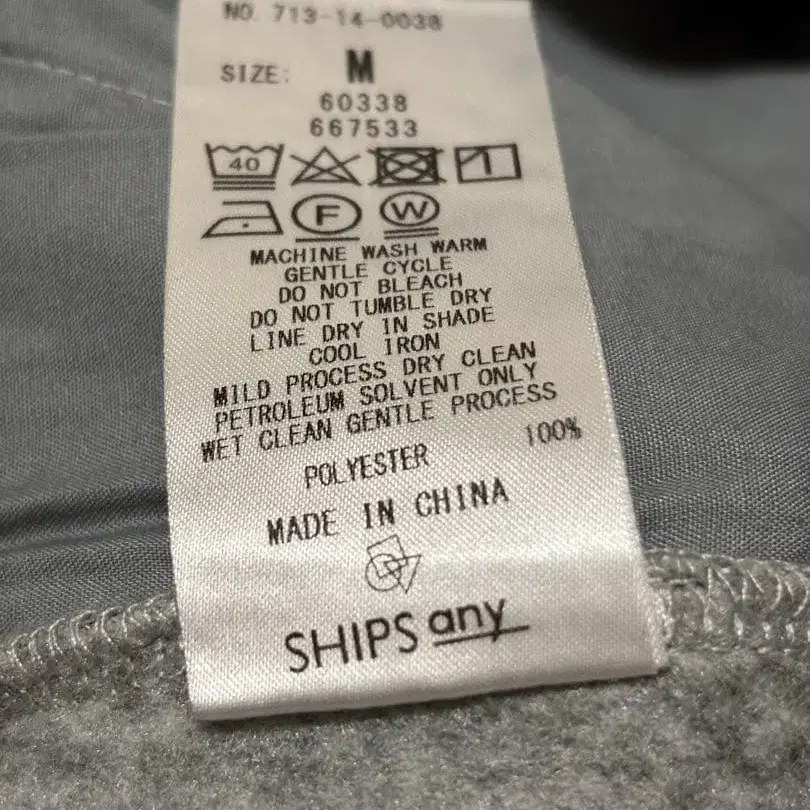 NO. 713-14-0038
SIZE: M
60338
667533
40
F W
MACHINE WASH WARM
GENTLE CYCLE
DO NOT BLEACH
DO NOT TUMBLE DRY
LINE DRY IN SHADE
COOL IRON
MILD PROCESS DRY CLEAN
PETROLEUM SOLVENT ONLY
WET CLEAN GENTLE PROCESS
POLYESTER 100%
MADE IN CHINA
SHIPS any